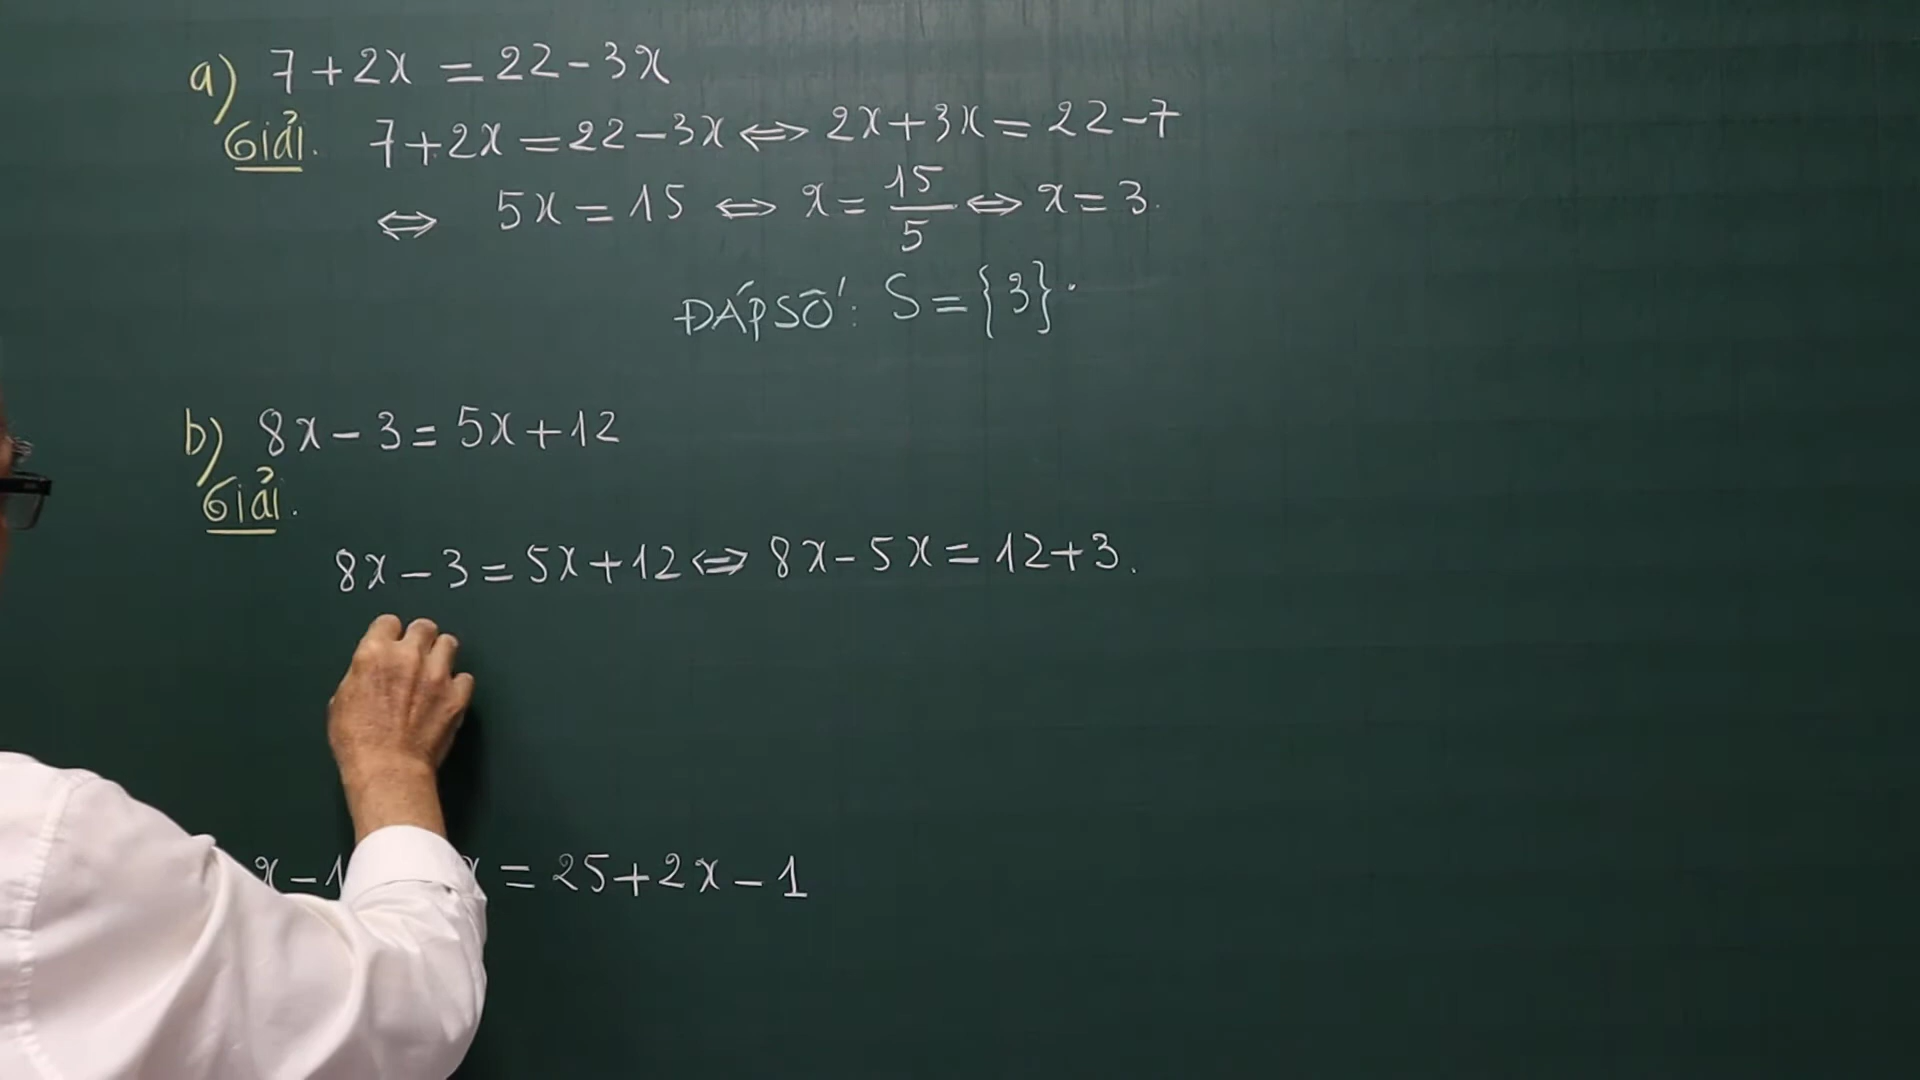 a) 7+2x = 22-3x
Giải. 7+2x = 22-3x ⇔ 2x+3x = 22-7
⇔ 5x = 15 ⇔ x = 15/5 ⇔ x = 3.
ĐÁP SỐ: S = {3}.
b) 8x-3 = 5x+12
Giải.
8x-3 = 5x+12 ⇔ 8x-5x = 12+3.
x-1 x = 25+2x-1